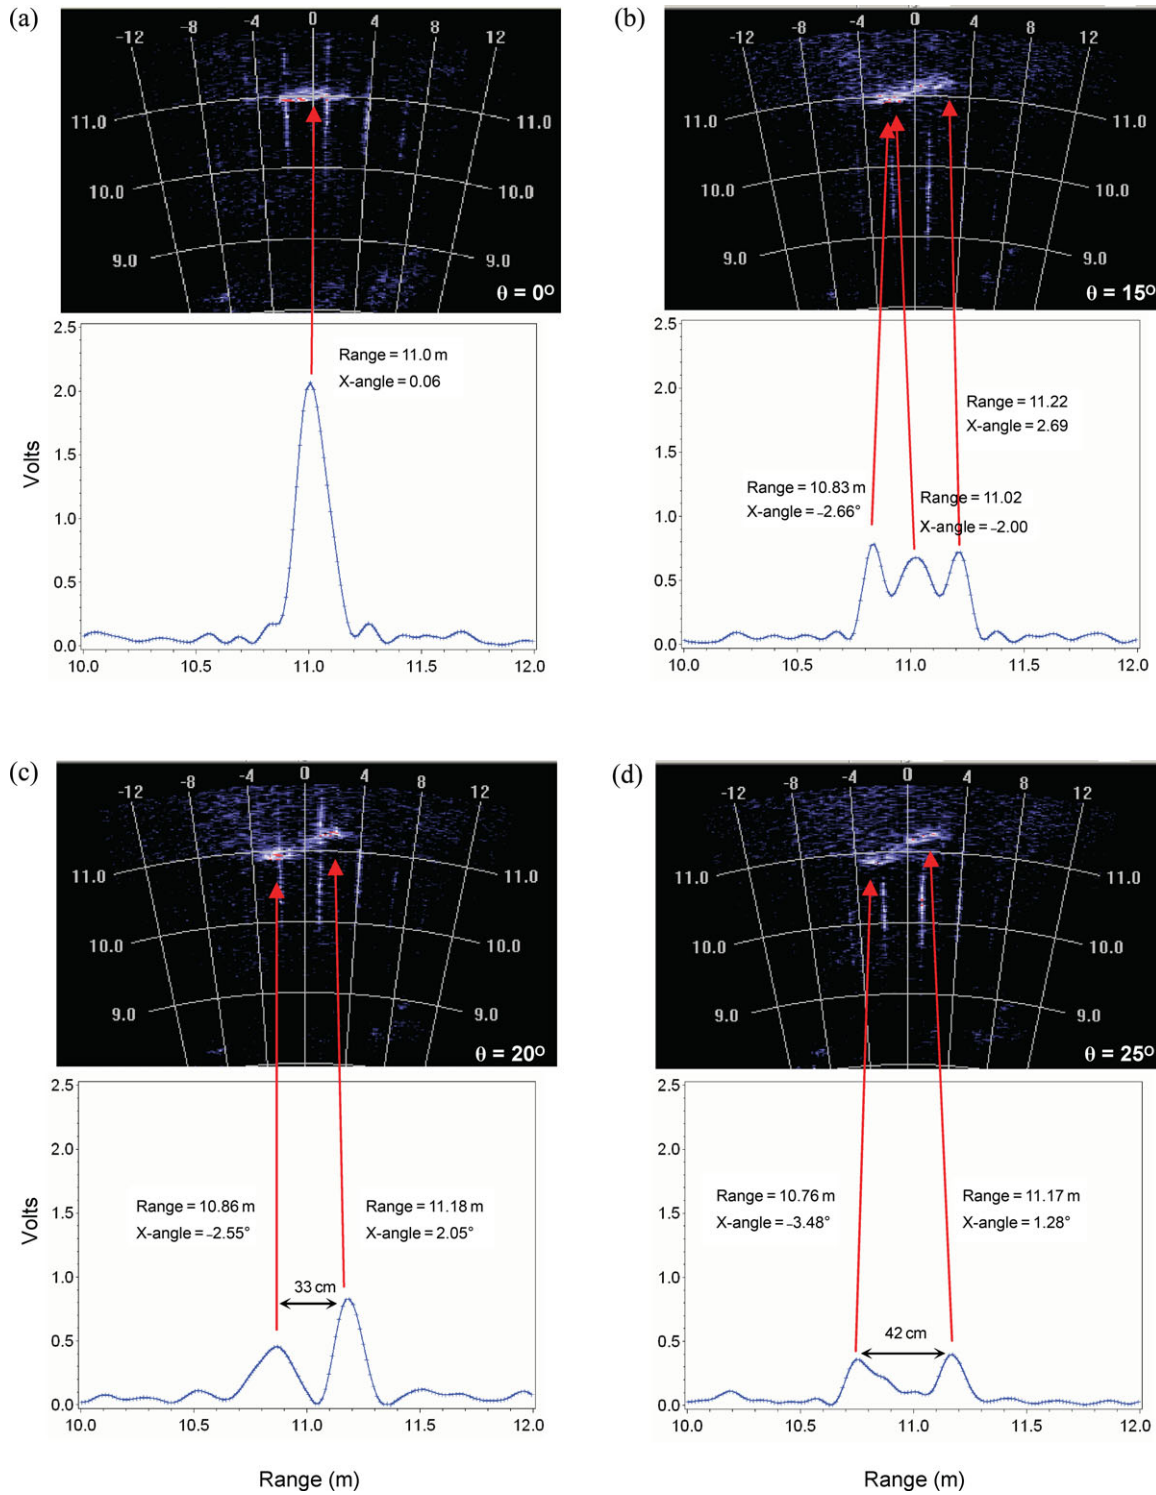 (a)
-12 -8 -4 0 4 8 12
11.0 11.0
10.0 10.0
9.0 9.0
θ = 0°
2.5
2.0
1.5
1.0
0.5
0.0
Volts
Range = 11.0 m
X-angle = 0.06
10.0 10.5 11.0 11.5 12.0
(b)
-12 -8 -4 0 4 8 12
11.0 11.0
10.0 10.0
9.0 9.0
θ = 15°
2.5
2.0
1.5
1.0
0.5
0.0
Range = 11.22
X-angle = 2.69
Range = 10.83 m
X-angle = –2.66°
Range = 11.02
X-angle = –2.00
10.0 10.5 11.0 11.5 12.0
(c)
-12 -8 -4 0 4 8 12
11.0 11.0
10.0 10.0
9.0 9.0
θ = 20°
2.5
2.0
1.5
1.0
0.5
0.0
Volts
Range = 10.86 m
X-angle = –2.55°
Range = 11.18 m
X-angle = 2.05°
33 cm
10.0 10.5 11.0 11.5 12.0
Range (m)
(d)
-12 -8 -4 0 4 8 12
11.0 11.0
10.0 10.0
9.0 9.0
θ = 25°
2.5
2.0
1.5
1.0
0.5
0.0
Range = 10.76 m
X-angle = –3.48°
Range = 11.17 m
X-angle = 1.28°
42 cm
10.0 10.5 11.0 11.5 12.0
Range (m)